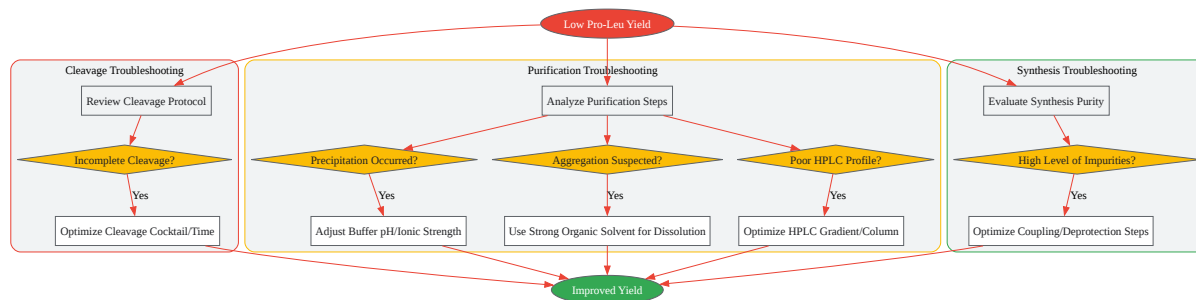 Low Pro-Leu Yield
Cleavage Troubleshooting
Purification Troubleshooting
Synthesis Troubleshooting
Review Cleavage Protocol
Analyze Purification Steps
Evaluate Synthesis Purity
Incomplete Cleavage?
Precipitation Occurred?
Aggregation Suspected?
Poor HPLC Profile?
High Level of Impurities?
Yes
Yes
Yes
Yes
Yes
Optimize Cleavage Cocktail/Time
Adjust Buffer pH/Ionic Strength
Use Strong Organic Solvent for Dissolution
Optimize HPLC Gradient/Column
Optimize Coupling/Deprotection Steps
Improved Yield